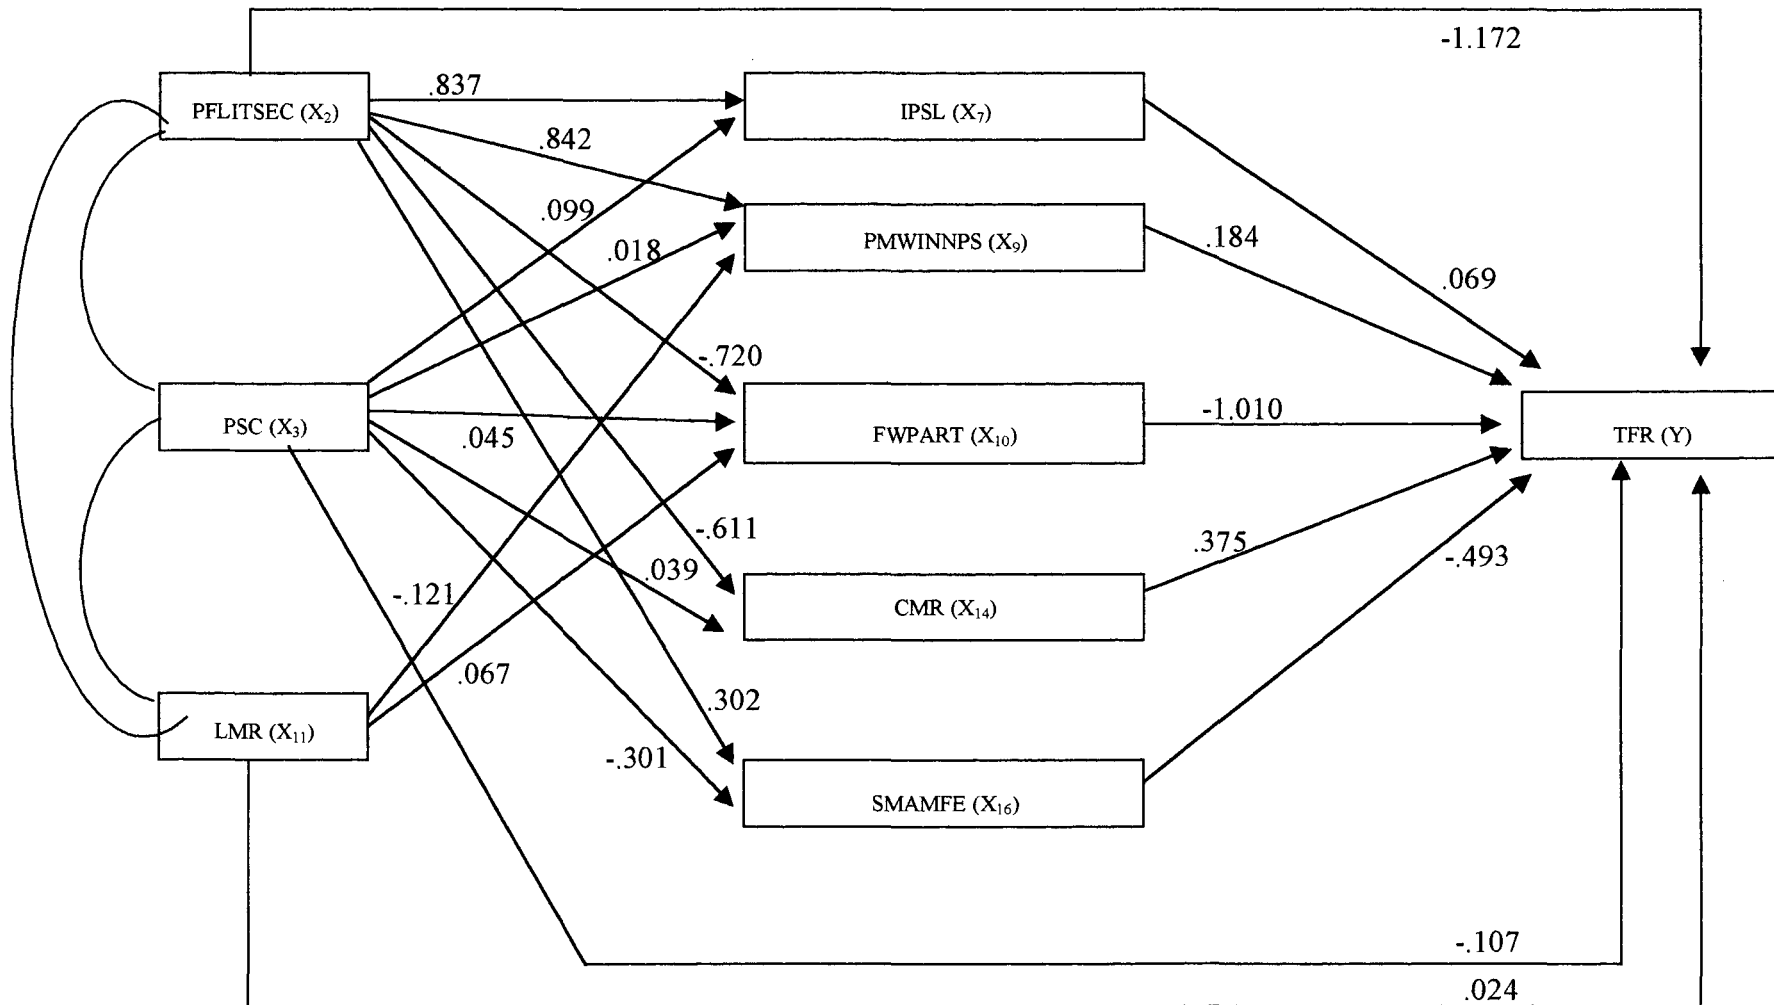 -1.172
PFLITSEC (X₂)
.837
IPSL (X₇)
.842
.099
.018
PMWINNPS (X₉)
.184
.069
-.720
PSC (X₃)
.045
FWPART (X₁₀)
-1.010
TFR (Y)
-.611
.039
-.121
CMR (X₁₄)
.375
-.493
.067
.302
LMR (X₁₁)
-.301
SMAMFE (X₁₆)
-.107
.024